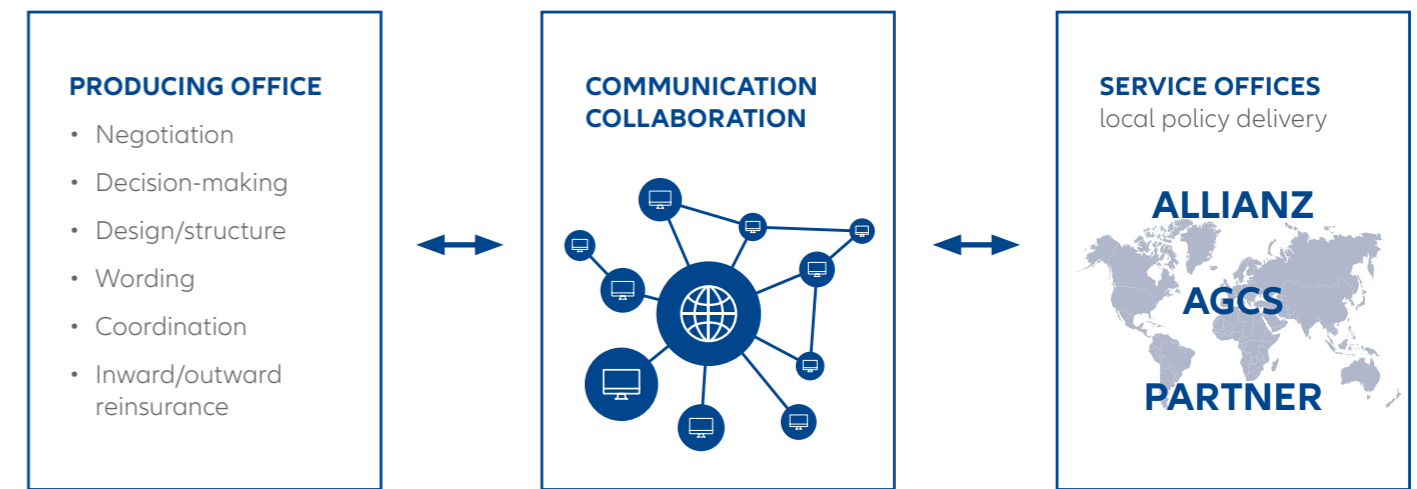 PRODUCING OFFICE
• Negotiation
• Decision-making
• Design/structure
• Wording
• Coordination
• Inward/outward
reinsurance
COMMUNICATION
COLLABORATION
SERVICE OFFICES
local policy delivery
ALLIANZ
AGCS
PARTNER